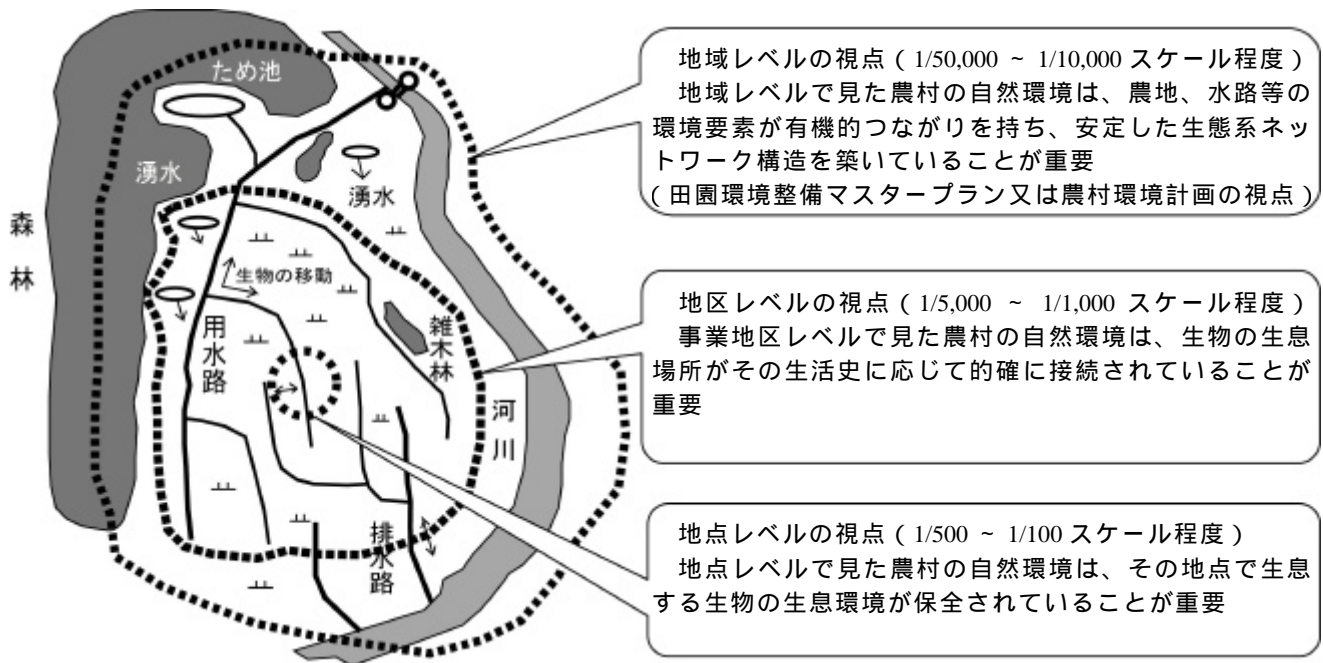 ため池
湧水
湧水
森林
生物の移動
用水路
雑木林
河川
排水路
地域レベルの視点（1/50,000 ~ 1/10,000 スケール程度）
地域レベルで見た農村の自然環境は、農地、水路等の
環境要素が有機的つながりを持ち、安定した生態系ネッ
トワーク構造を築いていることが重要
（田園環境整備マスタープラン又は農村環境計画の視点）
地区レベルの視点（1/5,000 ~ 1/1,000 スケール程度）
事業地区レベルで見た農村の自然環境は、生物の生息
場所がその生活史に応じて的確に接続されていることが
重要
地点レベルの視点（1/500 ~ 1/100 スケール程度）
地点レベルで見た農村の自然環境は、その地点で生息
する生物の生息環境が保全されていることが重要